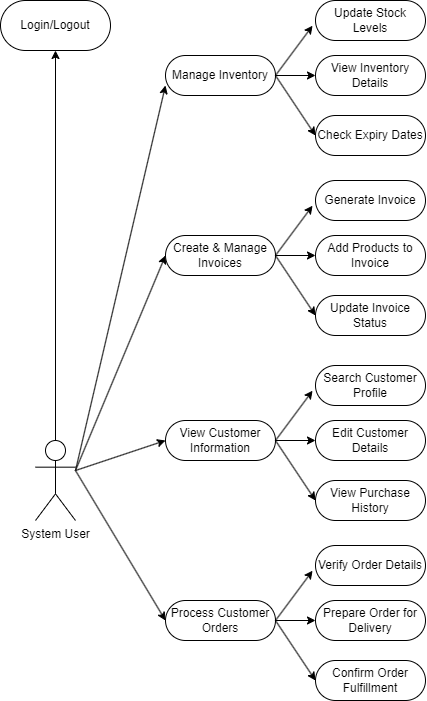 Login/Logout
Update Stock
Levels
Manage Inventory
View Inventory
Details
Check Expiry Dates
Generate Invoice
Create & Manage
Invoices
Add Products to
Invoice
Update Invoice
Status
Search Customer
Profile
View Customer
Information
Edit Customer
Details
View Purchase
History
System User
Verify Order Details
Process Customer
Orders
Prepare Order for
Delivery
Confirm Order
Fulfillment